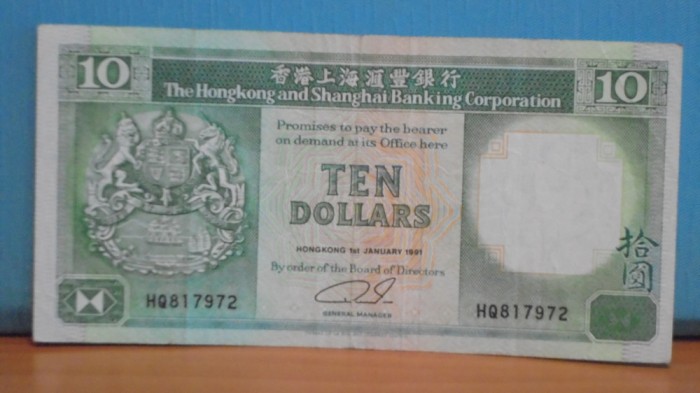 10
香港上海滙豐銀行
10
The Hongkong and Shanghai Banking Corporation
Promises to pay the bearer
on demand at its Office here
TEN
DOLLARS
HONGKONG 1st JANUARY 1991
By order of the Board of Directors
GENERAL MANAGER
拾
圓
HQ817972
HQ817972